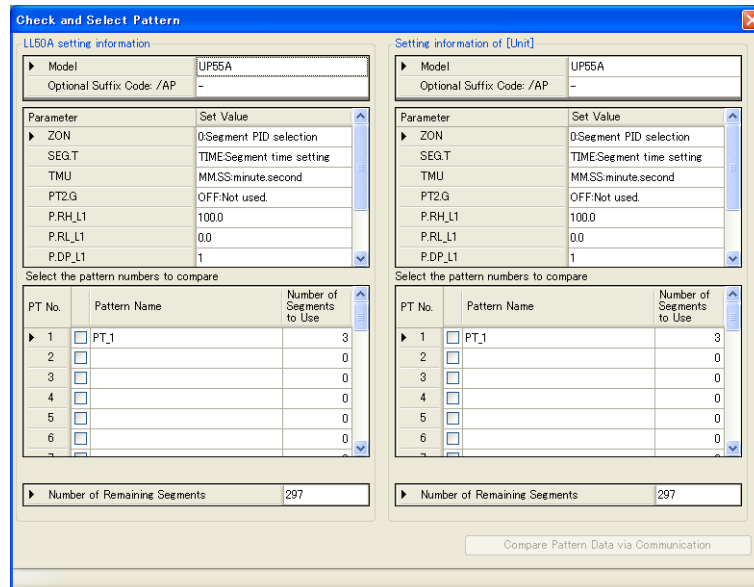 Check and Select Pattern
LL50A setting information
Model UP55A
Optional Suffix Code: /AP -
Parameter Set Value
ZON 0:Segment PID selection
SEG.T TIME:Segment time setting
TMU MM.SS:minute.second
PT2.G OFF:Not used.
P.RH_L1 100.0
P.RL_L1 0.0
P.DP_L1 1
Select the pattern numbers to compare
PT No. Pattern Name Number of Segments to Use
1 PT_1 3
2 0
3 0
4 0
5 0
6 0
Number of Remaining Segments 297
Setting information of [Unit]
Model UP55A
Optional Suffix Code: /AP -
Parameter Set Value
ZON 0:Segment PID selection
SEG.T TIME:Segment time setting
TMU MM.SS:minute.second
PT2.G OFF:Not used.
P.RH_L1 100.0
P.RL_L1 0.0
P.DP_L1 1
Select the pattern numbers to compare
PT No. Pattern Name Number of Segments to Use
1 PT_1 3
2 0
3 0
4 0
5 0
6 0
Number of Remaining Segments 297
Compare Pattern Data via Communication